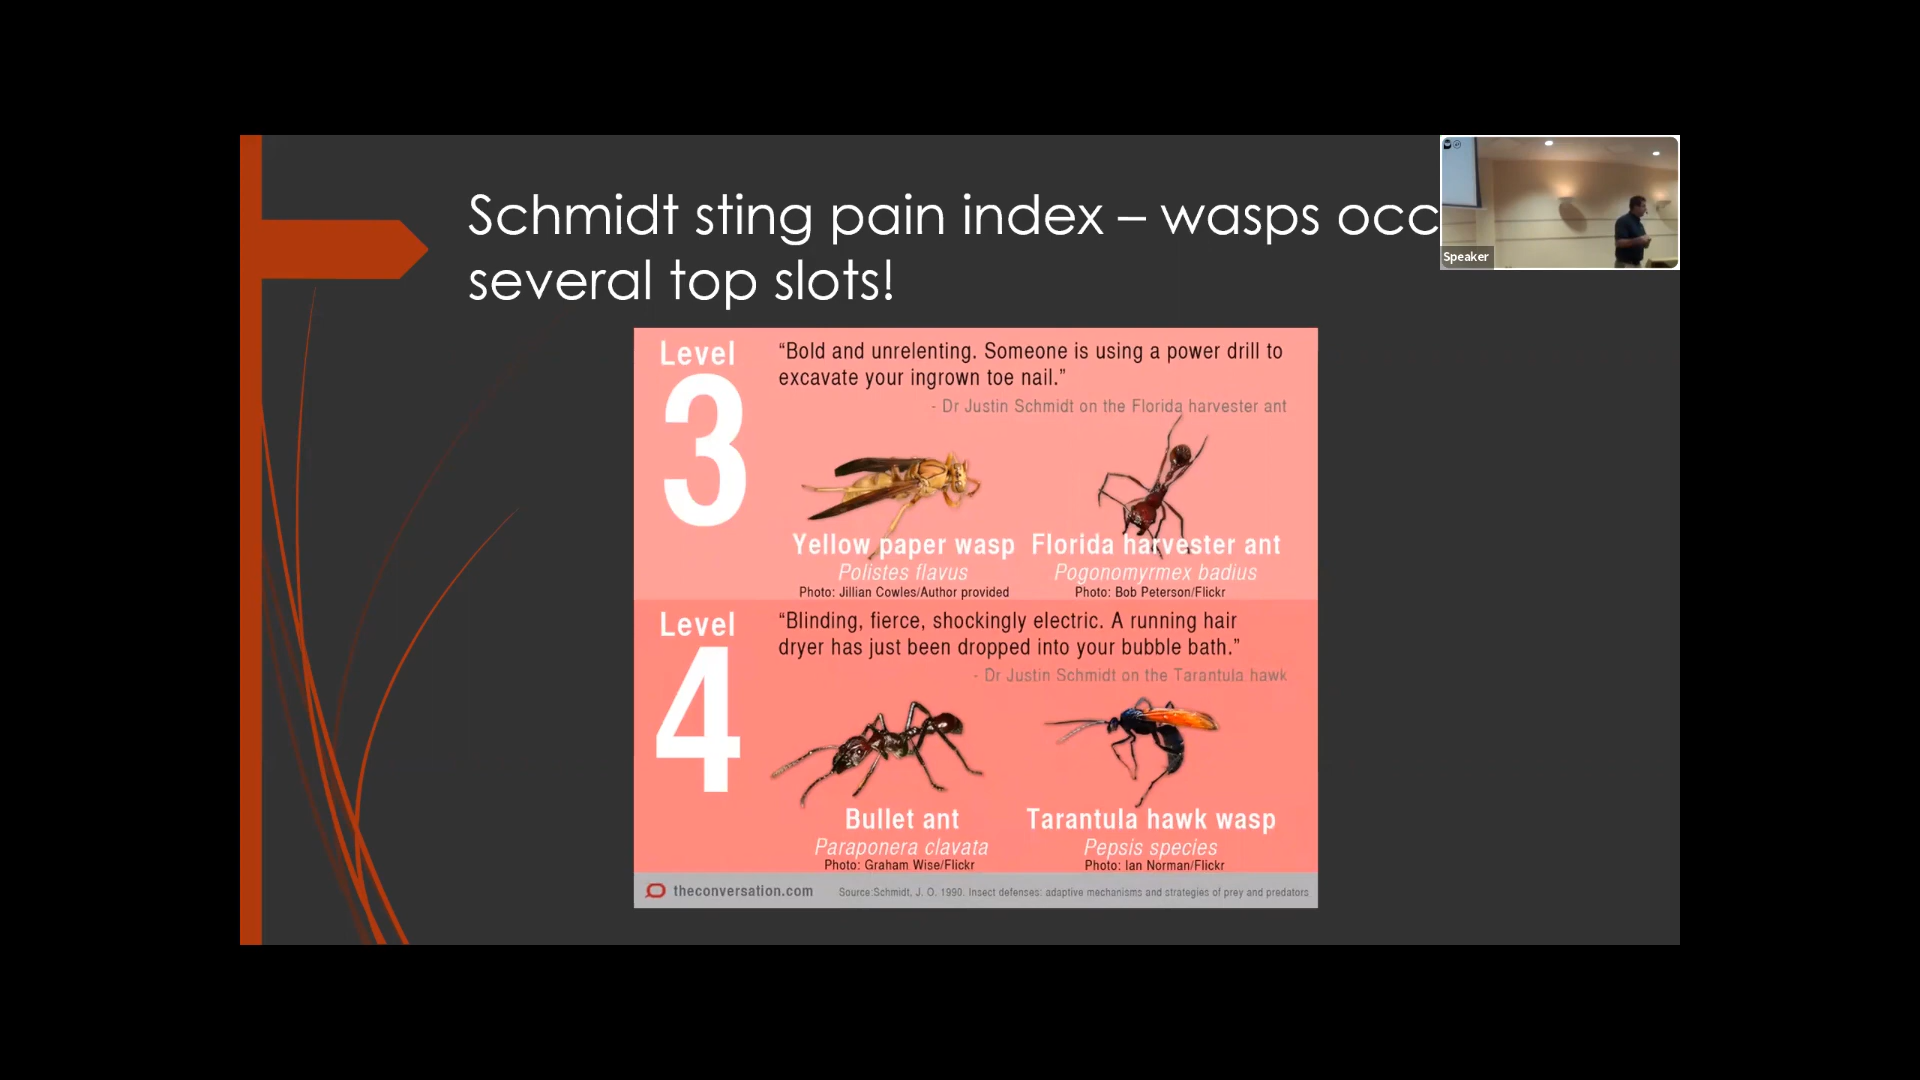 Schmidt sting pain index – wasps occ
several top slots!
Speaker
Level
3
“Bold and unrelenting. Someone is using a power drill to
excavate your ingrown toe nail.”
- Dr Justin Schmidt on the Florida harvester ant
Yellow paper wasp
Polistes flavus
Photo: Jillian Cowles/Author provided
Florida harvester ant
Pogonomyrmex badius
Photo: Bob Peterson/Flickr
Level
4
“Blinding, fierce, shockingly electric. A running hair
dryer has just been dropped into your bubble bath.”
- Dr Justin Schmidt on the Tarantula hawk
Bullet ant
Paraponera clavata
Photo: Graham Wise/Flickr
Tarantula hawk wasp
Pepsis species
Photo: Ian Norman/Flickr
theconversation.com
Source:Schmidt, J. O. 1990. Insect defenses: adaptive mechanisms and strategies of prey and predators